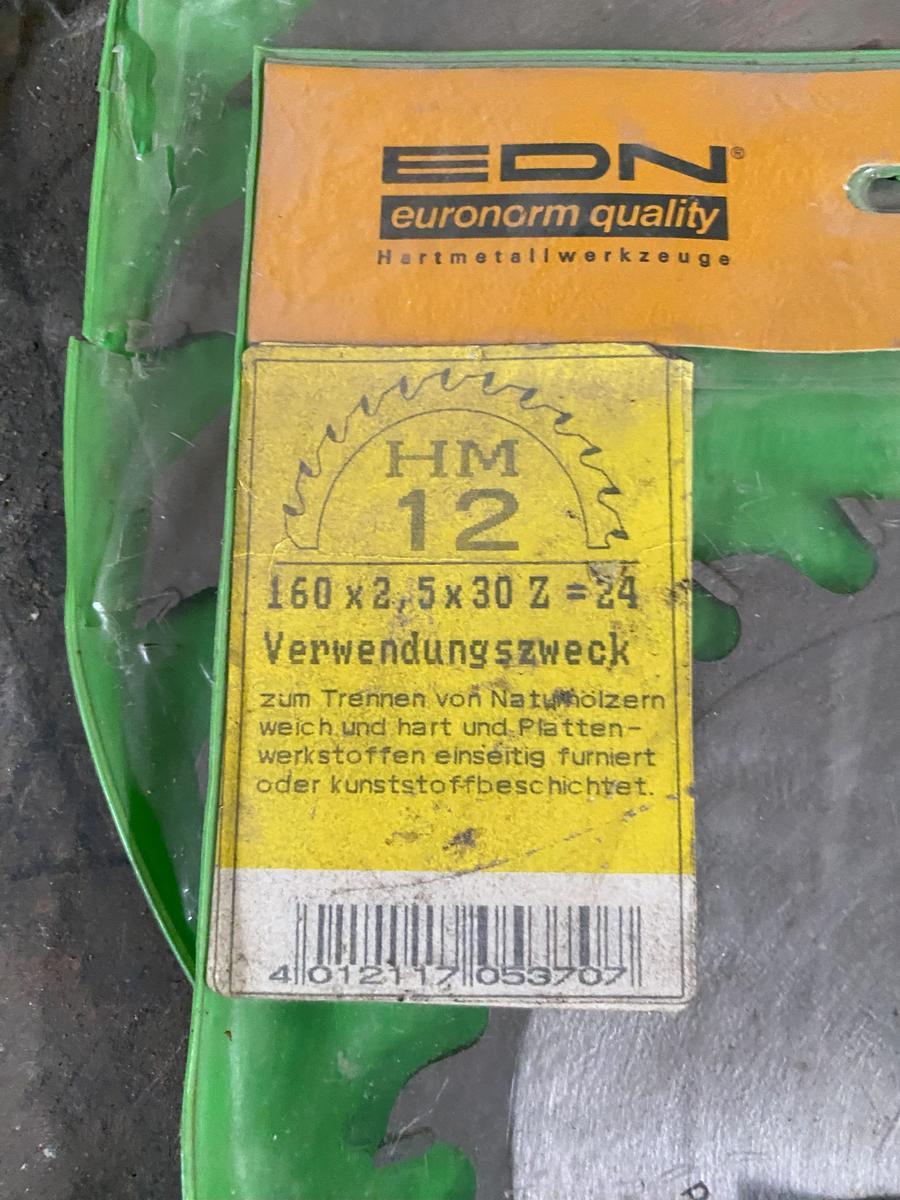 EDN®
euronorm quality
Hartmetallwerkzeuge
HM
12
160 x 2,5 x 30 Z = 24
Verwendungszweck
zum Trennen von Naturhölzern
weich und hart und Platten-
werkstoffen einseitig furniert
oder kunststoffbeschichtet.
4 012117 053707